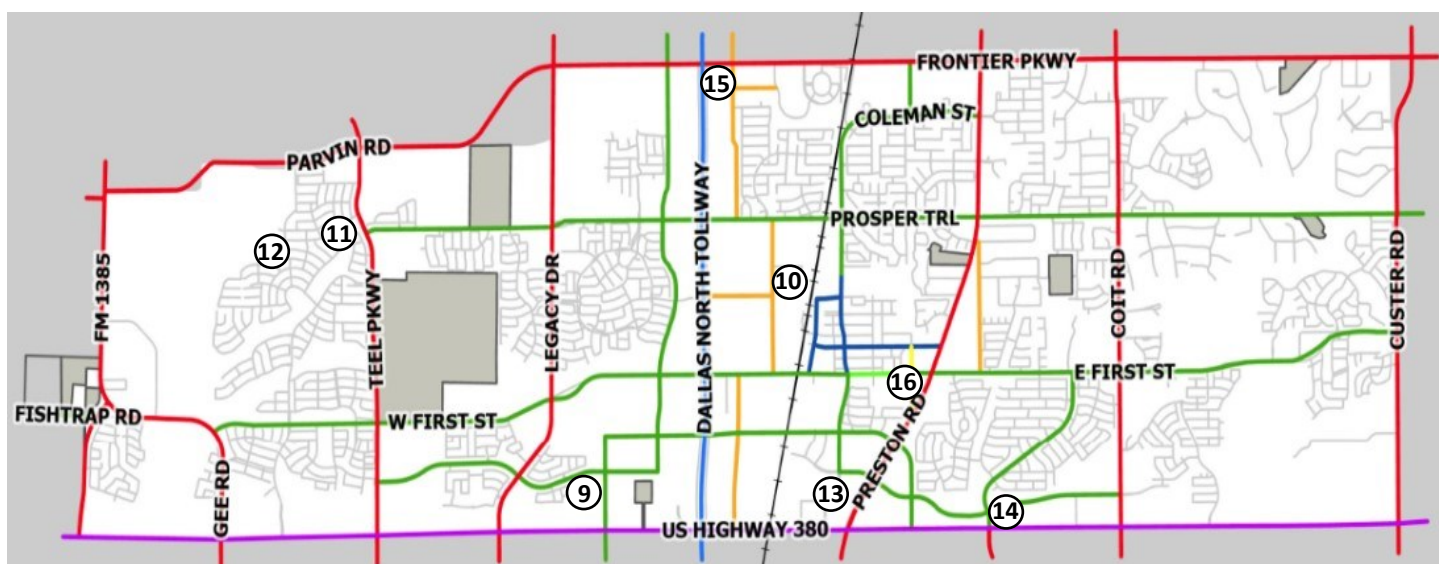 FRONTIER PKWY
15
COLEMAN ST
PARVIN RD
DALLAS NORTH TOLLWAY
PROSPER TRL
11
12
10
FM 1385
TEEL PKWY
LEGACY DR
COIT RD
CUSTER RD
E FIRST ST
16
FISHTRAP RD
W FIRST ST
PRESTON RD
GEE RD
9
13
14
US HIGHWAY 380